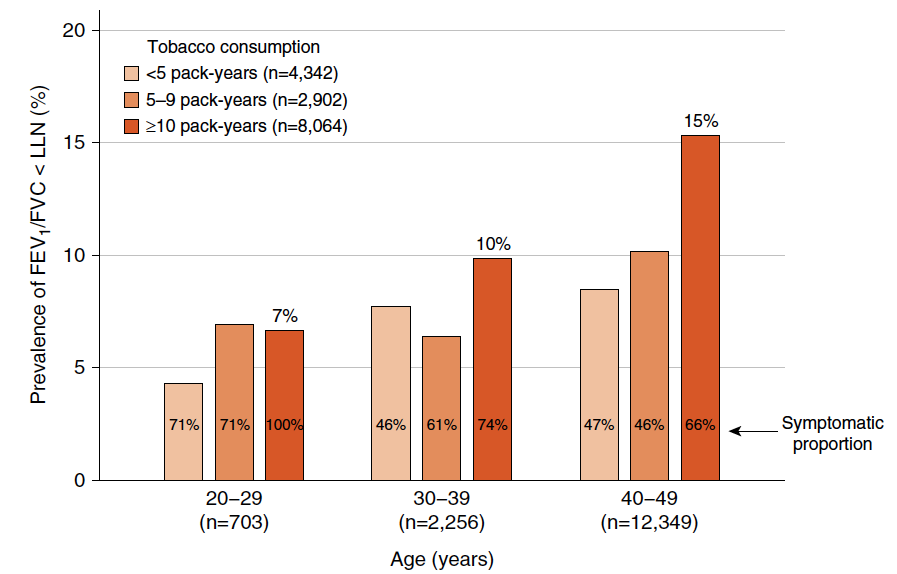 Prevalence of FEV1/FVC < LLN (%)
20
15
10
5
0
Tobacco consumption
<5 pack-years (n=4,342)
5–9 pack-years (n=2,902)
≥10 pack-years (n=8,064)
7%
10%
15%
71%
71%
100%
46%
61%
74%
47%
46%
66%
Symptomatic
proportion
20–29
(n=703)
30–39
(n=2,256)
40–49
(n=12,349)
Age (years)